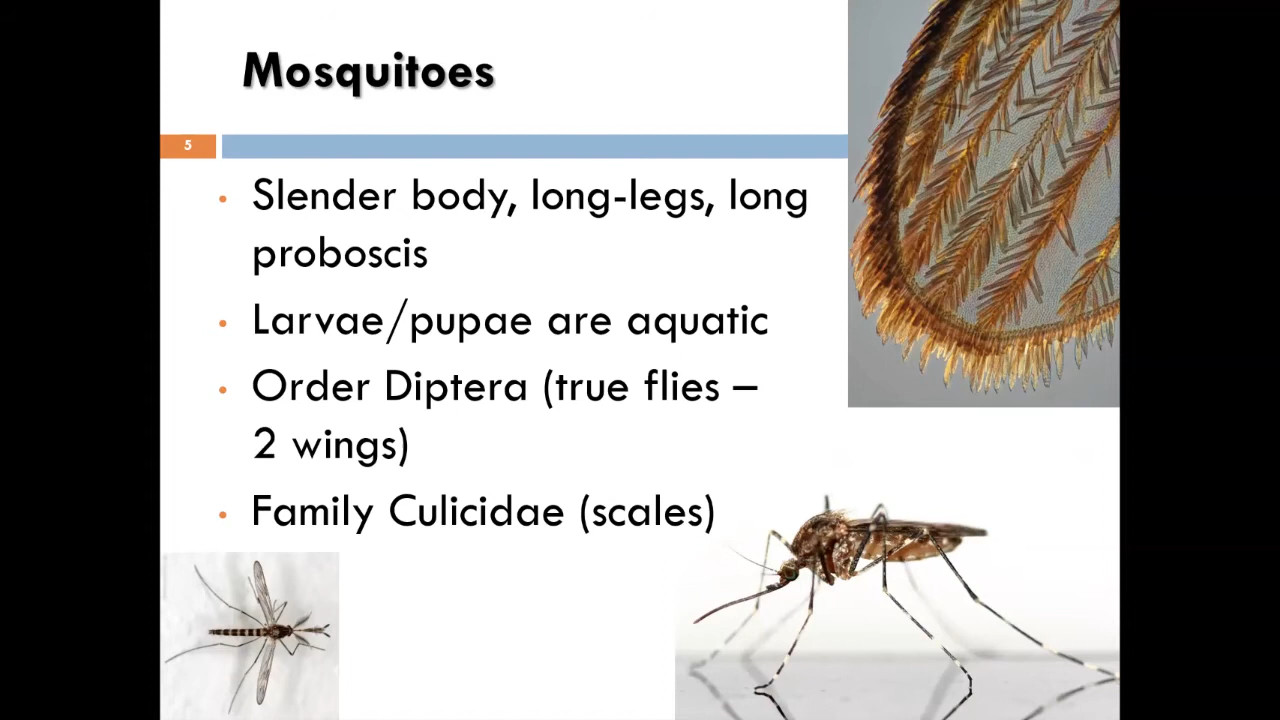 Mosquitoes
5
• Slender body, long-legs, long
proboscis
• Larvae/pupae are aquatic
• Order Diptera (true flies –
2 wings)
• Family Culicidae (scales)